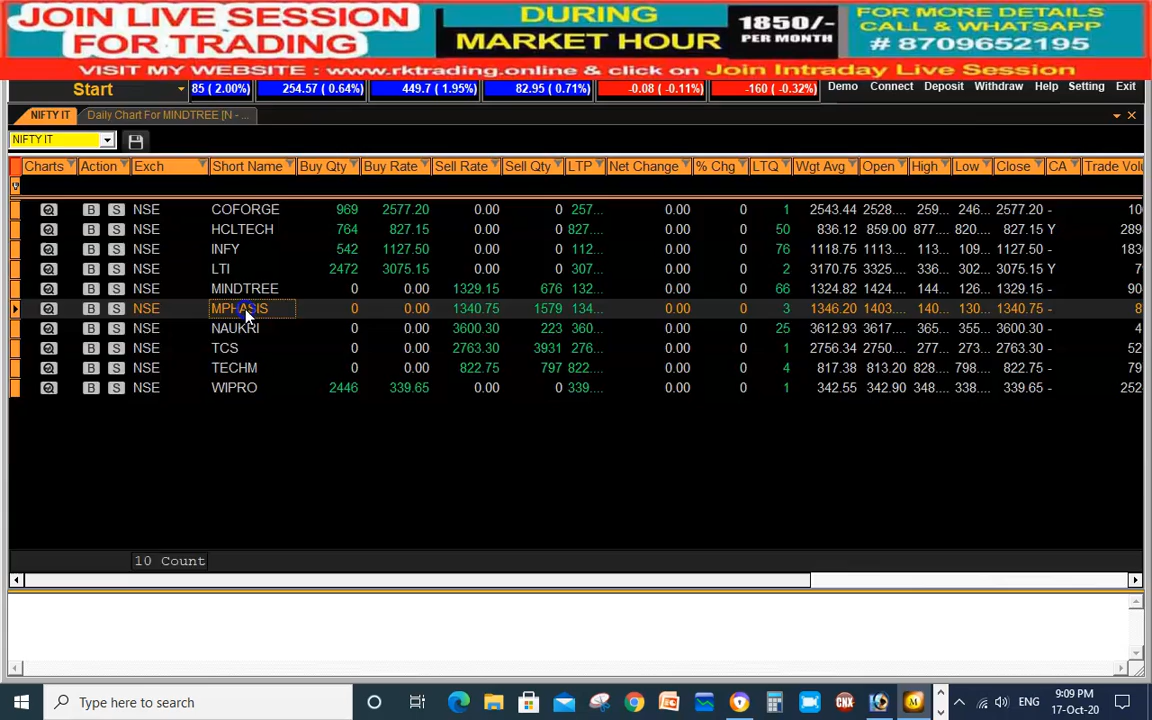 JOIN LIVE SESSION FOR TRADING
DURING MARKET HOUR
1850/- PER MONTH
FOR MORE DETAILS CALL & WHATSAPP # 8709652195
VISIT MY WEBSITE : www.rktrading.online & click on Join Intraday Live Session
Start 85 ( 2.00%) 254.57 ( 0.64%) 449.7 ( 1.95%) 82.95 ( 0.71%) -0.08 ( -0.11%) -160 ( -0.32%) Demo Connect Deposit Withdraw Help Setting Exit
NIFTY IT Daily Chart For MINDTREE [N - ...
NIFTY IT
Charts Action Exch Short Name Buy Qty Buy Rate Sell Rate Sell Qty LTP Net Change % Chg LTQ Wgt Avg Open High Low Close CA Trade Volu
B S NSE COFORGE 969 2577.20 0.00 0 257... 0.00 0 1 2543.44 2528.... 259... 246... 2577.20 - 10
B S NSE HCLTECH 764 827.15 0.00 0 827.... 0.00 0 50 836.12 859.00 877.... 820.... 827.15 Y 289
B S NSE INFY 542 1127.50 0.00 0 112... 0.00 0 76 1118.75 1113.... 113... 109... 1127.50 - 183
B S NSE LTI 2472 3075.15 0.00 0 307... 0.00 0 2 3170.75 3325.... 336... 306... 3075.15 Y 7
B S NSE MINDTREE 0 0.00 1329.15 676 132... 0.00 0 66 1324.82 1304.... 144... 126... 1329.15 - 90
B S NSE MPHASIS 0 0.00 1340.75 1579 134... 0.00 0 3 1346.20 1403.... 140... 130... 1340.75 - 8
B S NSE NAUKRI 0 0.00 3600.30 223 360... 0.00 0 25 3612.93 3617.... 365... 355... 3600.30 -
B S NSE TCS 0 0.00 2763.30 3931 276... 0.00 0 1 2756.34 2750.... 277... 273... 2763.30 - 52
B S NSE TECHM 0 0.00 822.75 797 822.... 0.00 0 4 817.38 813.20 828.... 798.... 822.75 - 79
B S NSE WIPRO 2446 339.65 0.00 0 339.... 0.00 0 1 342.55 342.90 348.... 338.... 339.65 - 252
10 Count
Type here to search CNX ENG 9:09 PM
17-Oct-20